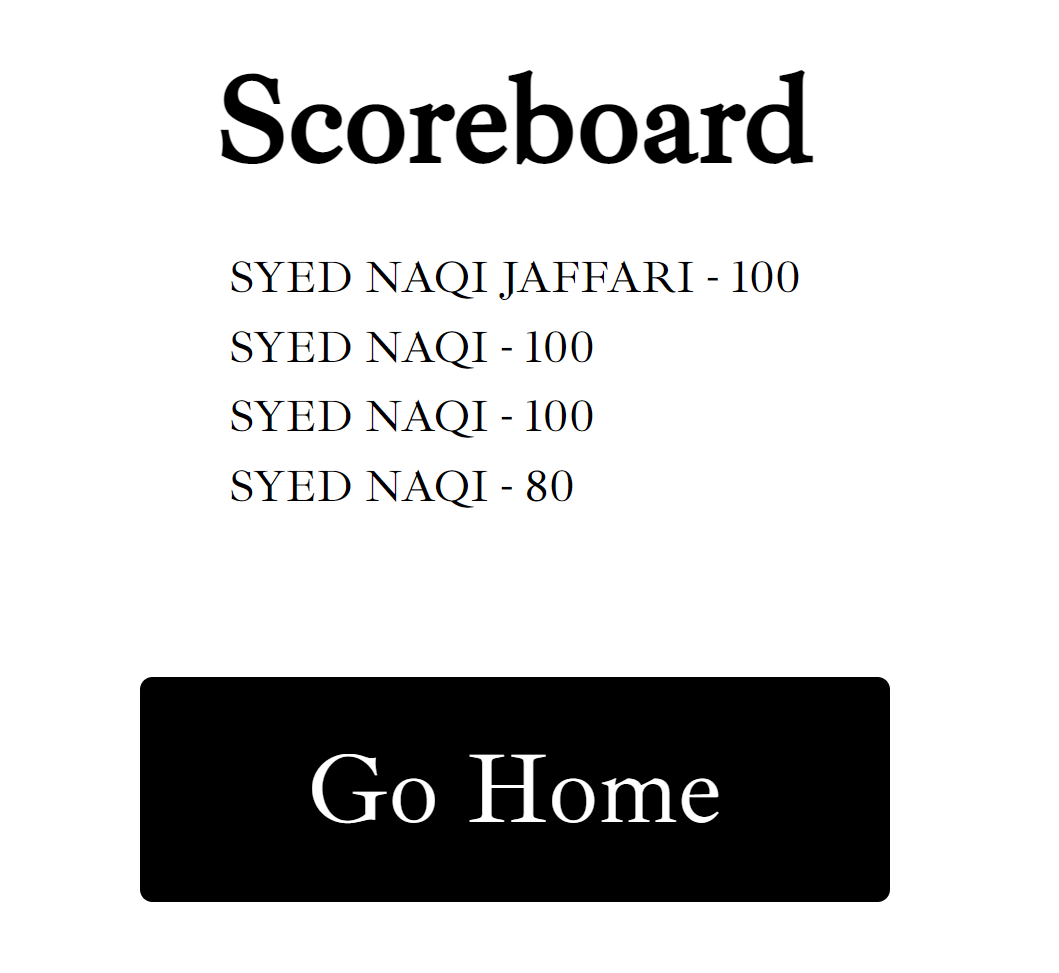 Scoreboard
SYED NAQI JAFFARI - 100
SYED NAQI - 100
SYED NAQI - 100
SYED NAQI - 80
Go Home